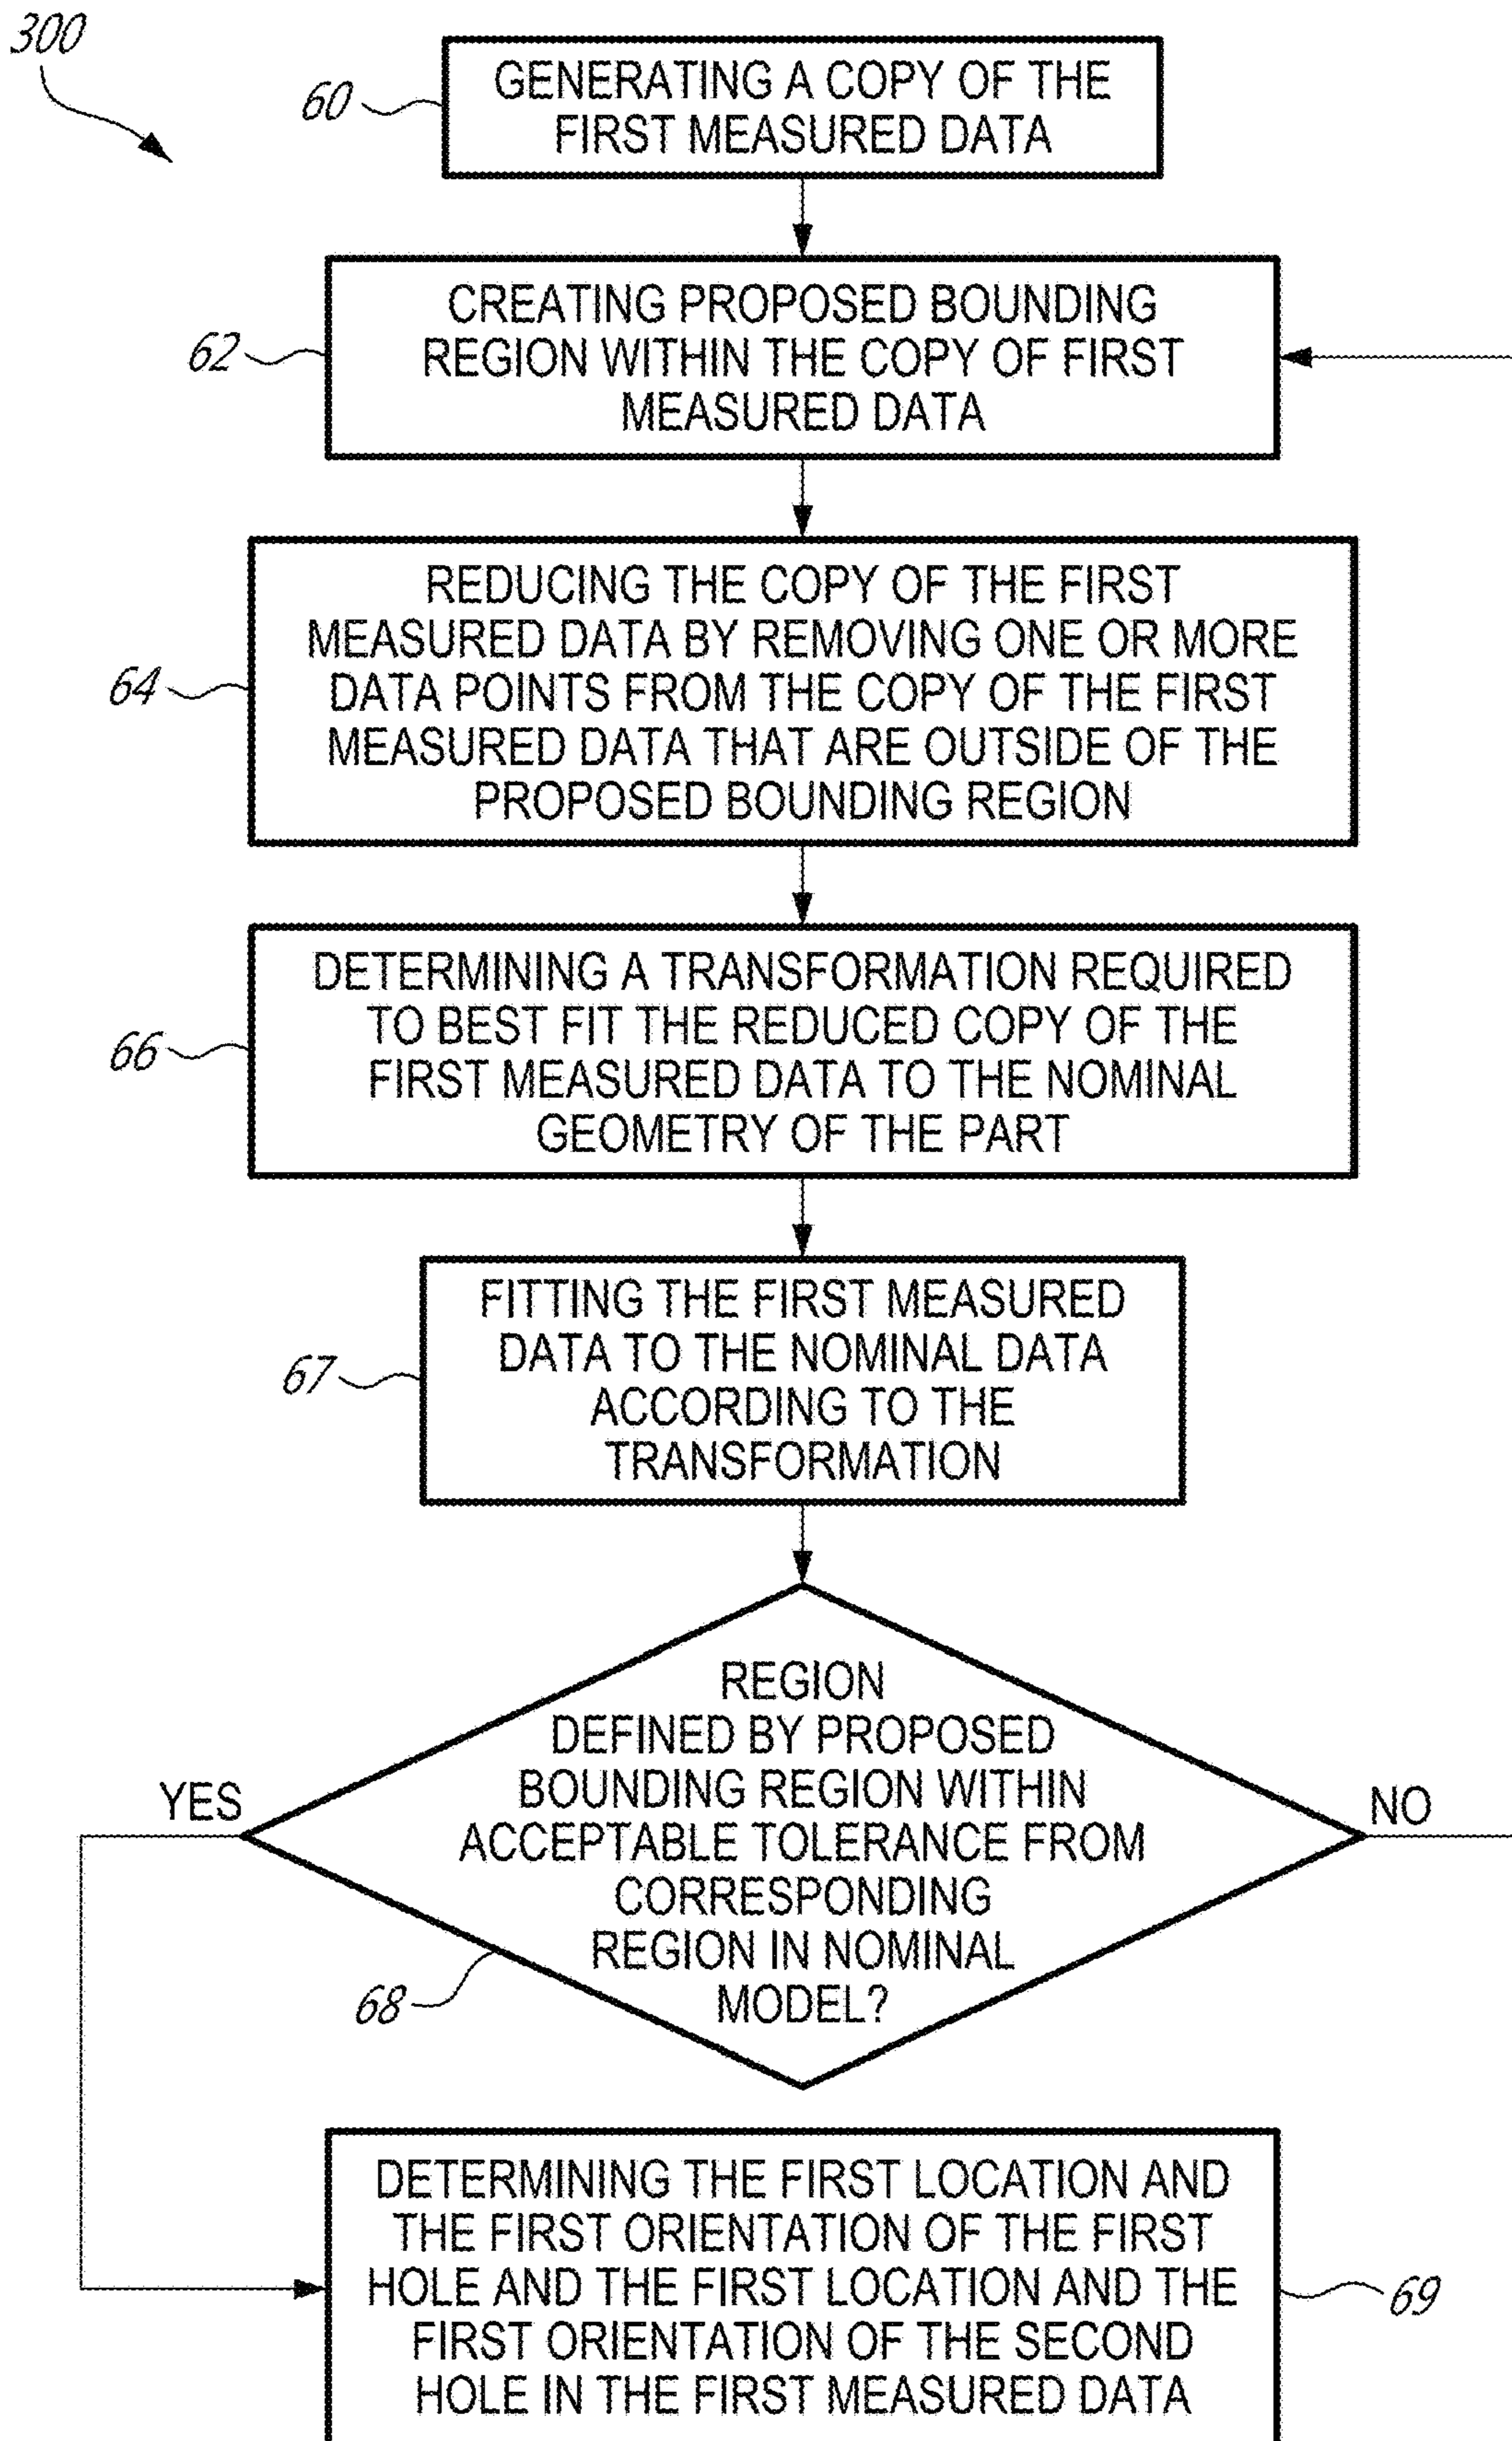 300
60
GENERATING A COPY OF THE
FIRST MEASURED DATA
62
CREATING PROPOSED BOUNDING
REGION WITHIN THE COPY OF FIRST
MEASURED DATA
64
REDUCING THE COPY OF THE FIRST
MEASURED DATA BY REMOVING ONE OR MORE
DATA POINTS FROM THE COPY OF THE FIRST
MEASURED DATA THAT ARE OUTSIDE OF THE
PROPOSED BOUNDING REGION
66
DETERMINING A TRANSFORMATION REQUIRED
TO BEST FIT THE REDUCED COPY OF THE
FIRST MEASURED DATA TO THE NOMINAL
GEOMETRY OF THE PART
67
FITTING THE FIRST MEASURED
DATA TO THE NOMINAL DATA
ACCORDING TO THE
TRANSFORMATION
68
REGION
DEFINED BY PROPOSED
BOUNDING REGION WITHIN
ACCEPTABLE TOLERANCE FROM
CORRESPONDING
REGION IN NOMINAL
MODEL?
YES
NO
DETERMINING THE FIRST LOCATION AND
THE FIRST ORIENTATION OF THE FIRST
HOLE AND THE FIRST LOCATION AND THE
FIRST ORIENTATION OF THE SECOND
HOLE IN THE FIRST MEASURED DATA
69